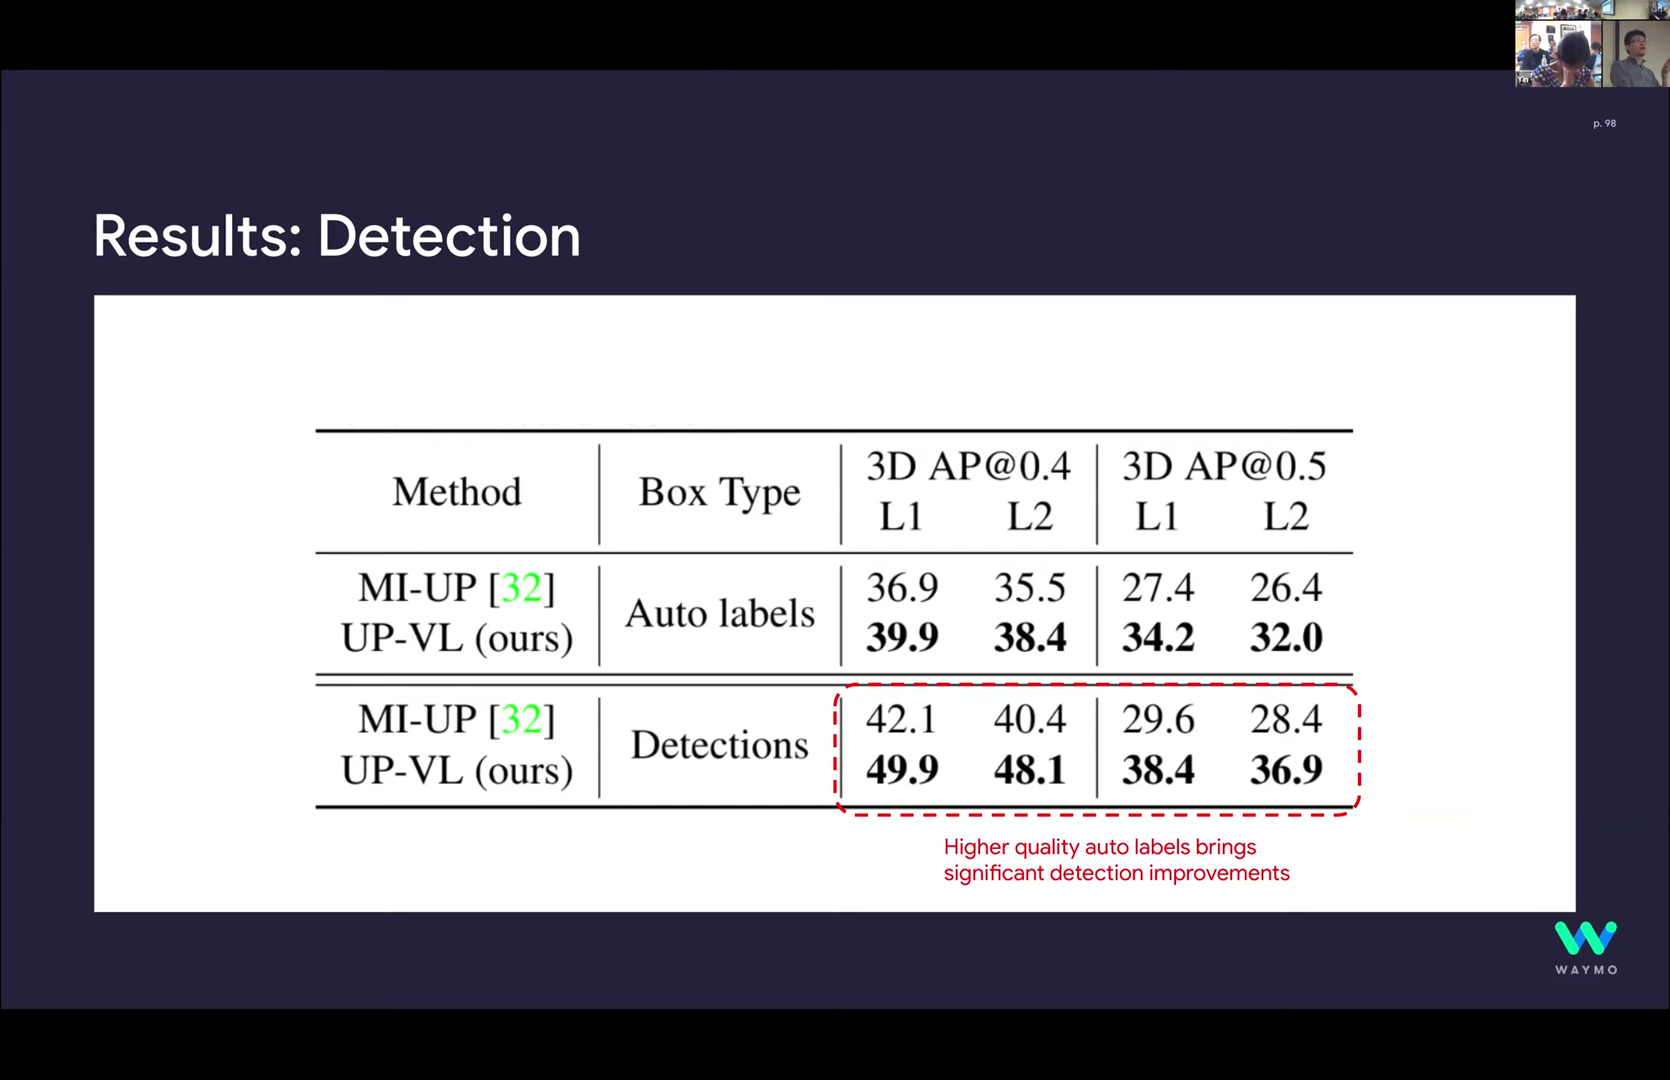 p. 98
Results: Detection
Method Box Type 3D AP@0.4 3D AP@0.5
L1 L2 L1 L2
MI-UP [32] Auto labels 36.9 35.5 27.4 26.4
UP-VL (ours) 39.9 38.4 34.2 32.0
MI-UP [32] Detections 42.1 40.4 29.6 28.4
UP-VL (ours) 49.9 48.1 38.4 36.9
Higher quality auto labels brings
significant detection improvements
WAYMO